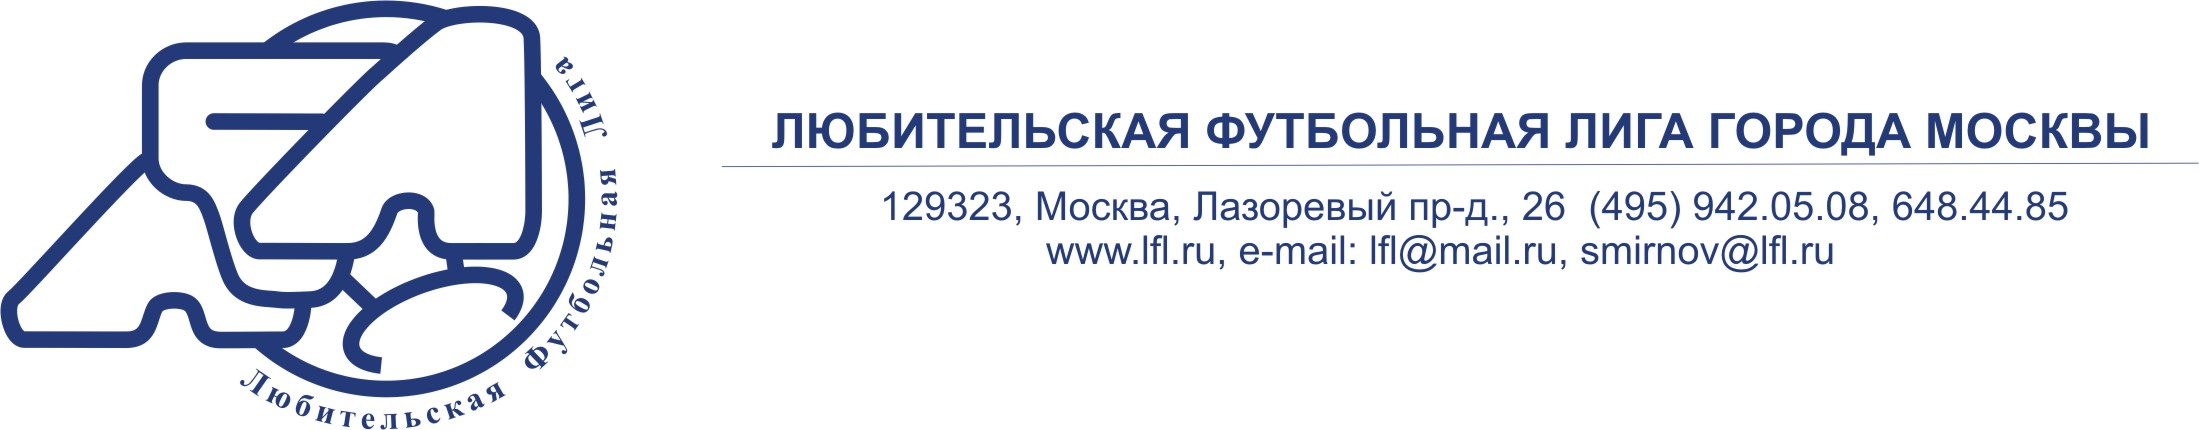 Любительская Футбольная Лига
ЛЮБИТЕЛЬСКАЯ ФУТБОЛЬНАЯ ЛИГА ГОРОДА МОСКВЫ
129323, Москва, Лазоревый пр-д., 26  (495) 942.05.08, 648.44.85
www.lfl.ru, e-mail: lfl@mail.ru, smirnov@lfl.ru